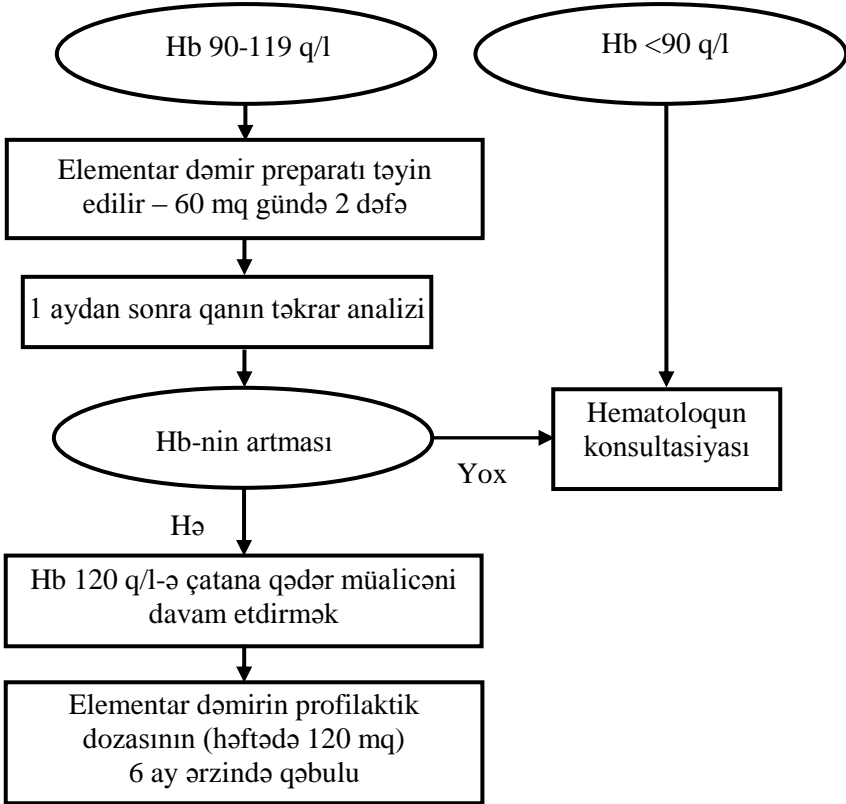 Hb 90-119 q/l
Hb <90 q/l
Elementar dəmir preparatı təyin
edilir – 60 mq gündə 2 dəfə
1 aydan sonra qanın təkrar analizi
Hb-nin artması
Hematoloqun
konsultasiyası
Yox
Hə
Hb 120 q/l-ə çatana qədər müalicəni
davam etdirmək
Elementar dəmirin profilaktik
dozasının (həftədə 120 mq)
6 ay ərzində qəbulu